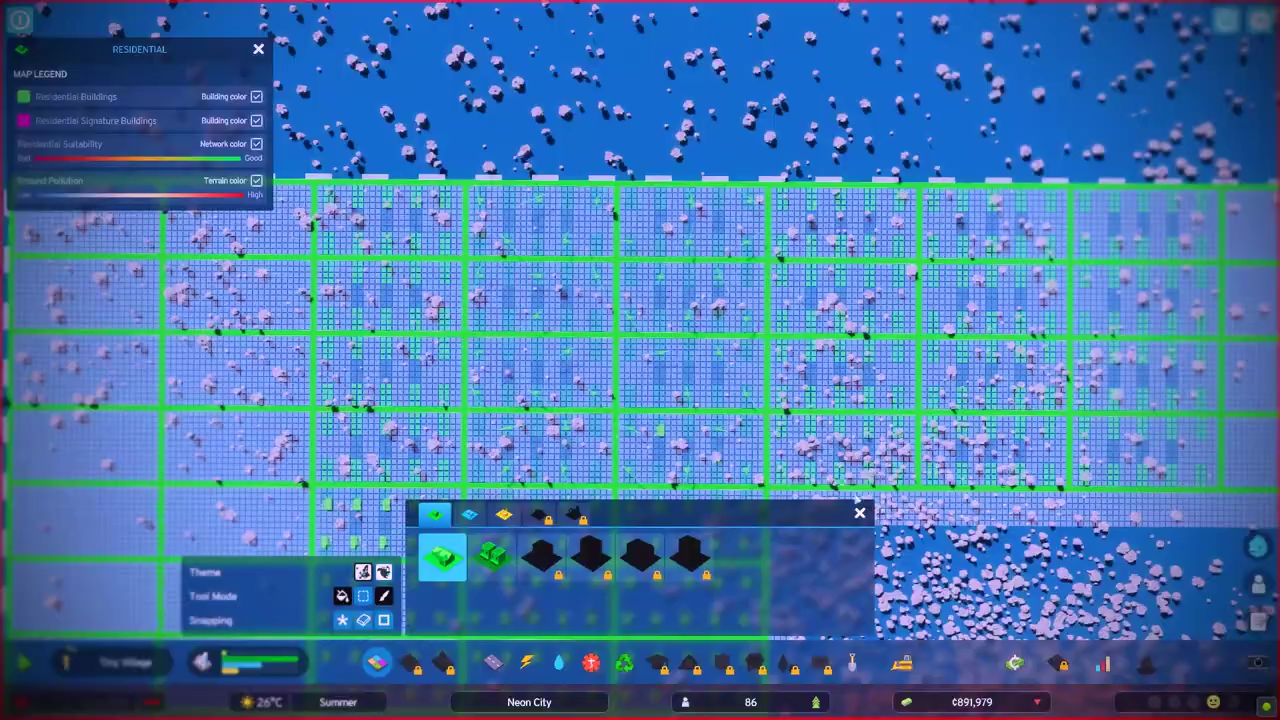 RESIDENTIAL
MAP LEGEND
Residential Buildings Building color
Residential Signature Buildings Building color
Residential Suitability Network color
Bad Good
Ground Pollution Terrain color
High
Theme
Tool Mode
Snapping
Tiny Village
26°C
Summer
Neon City
86
¢891,979